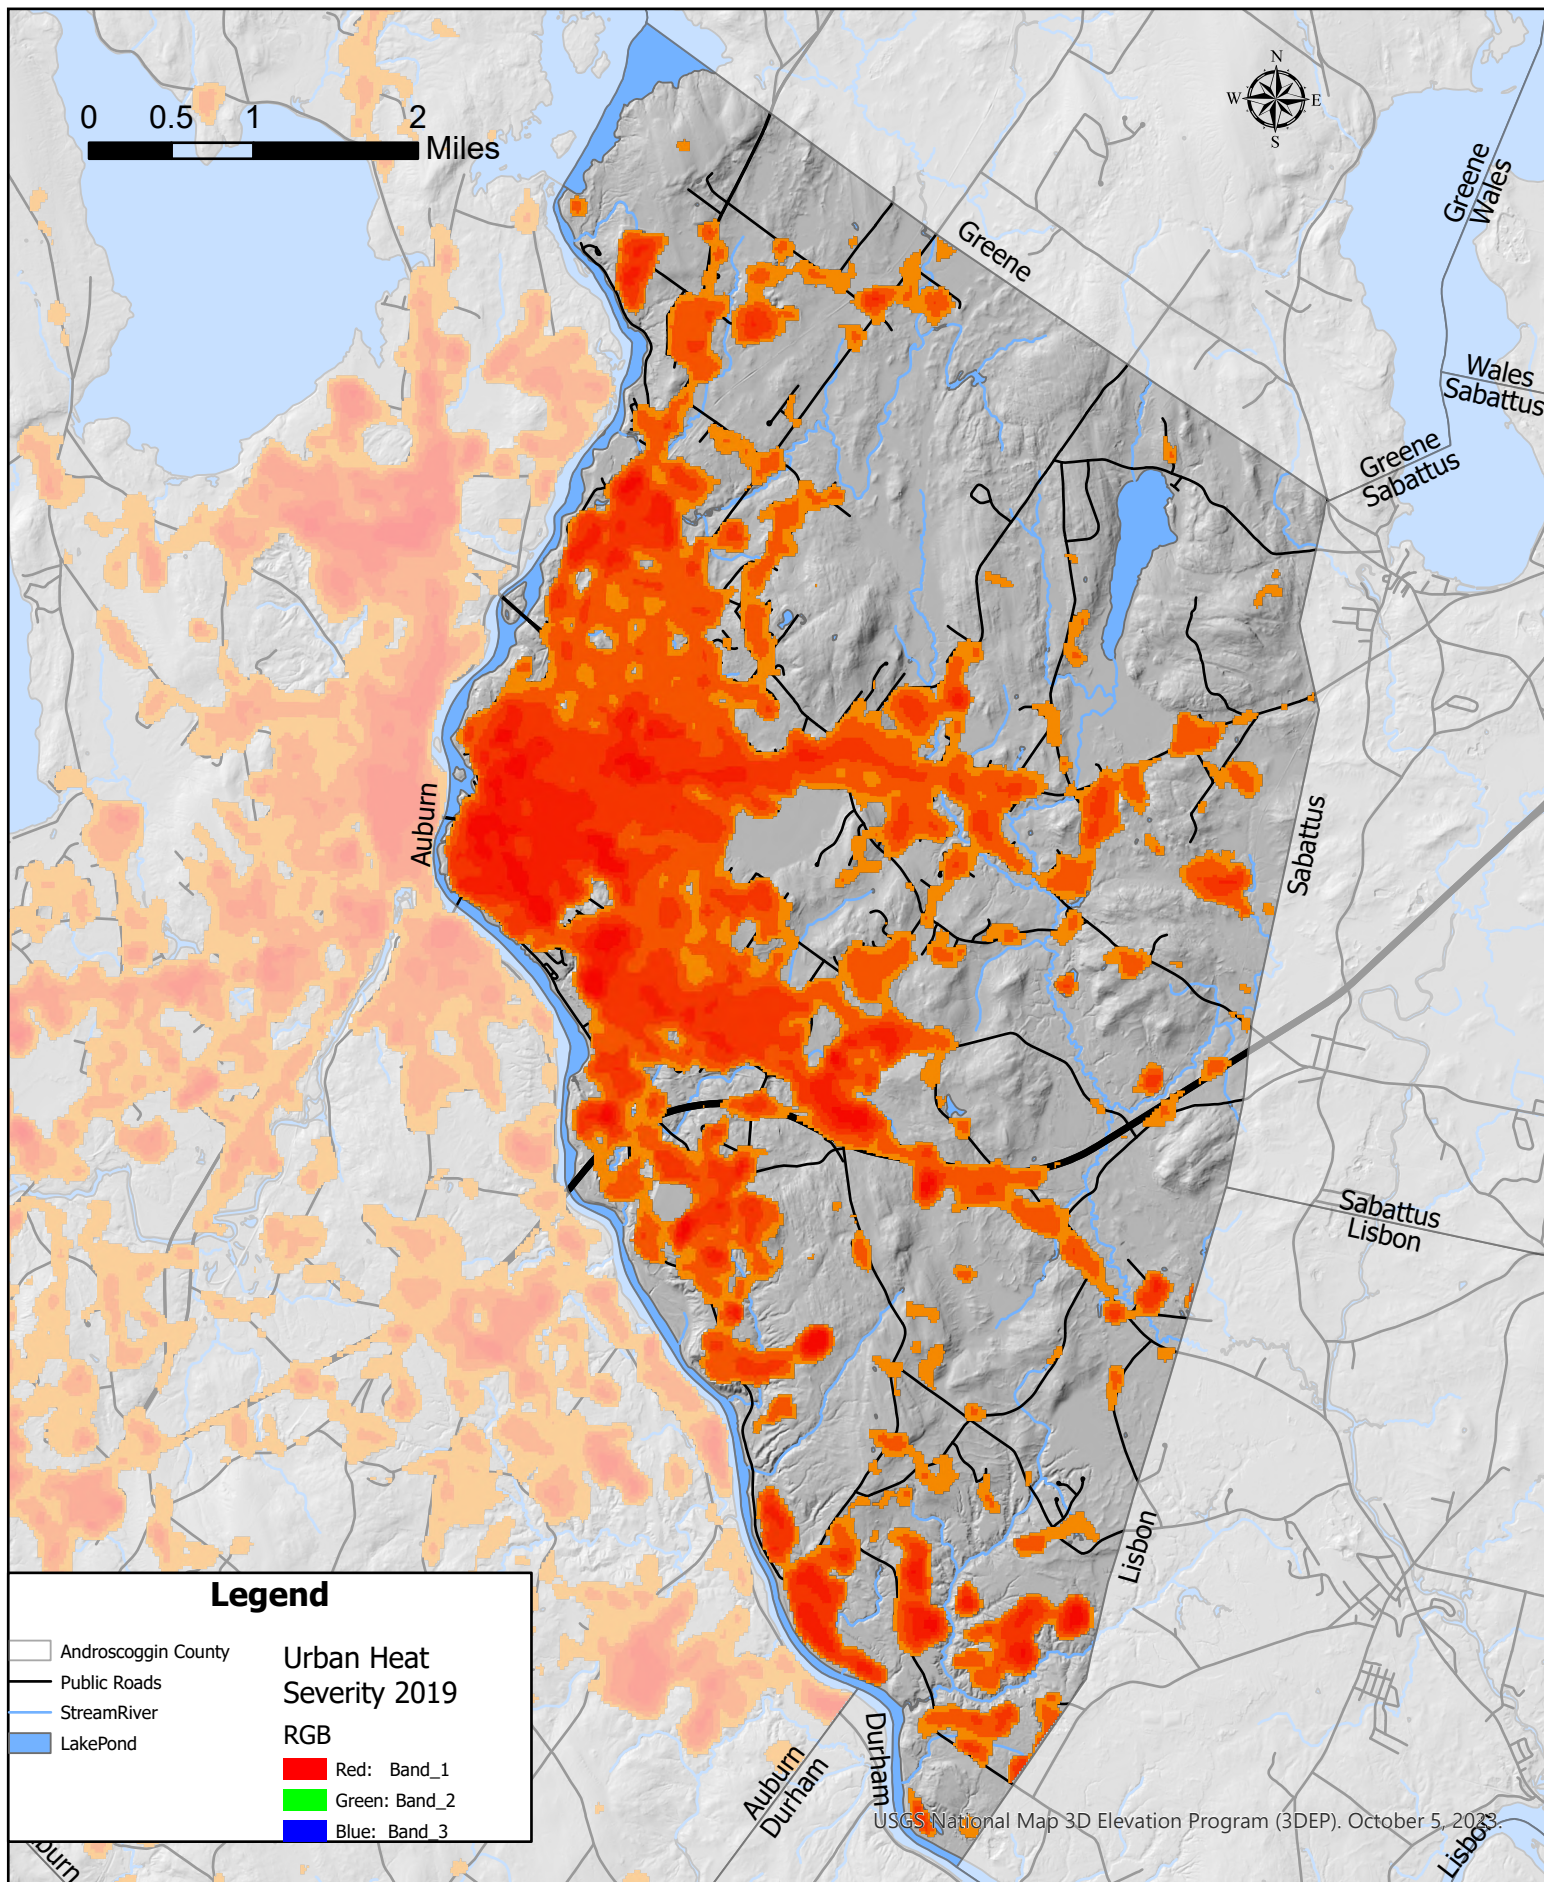 N
W E
S
0 0.5 1 2
Miles
Greene
Wales
Greene
Wales
Sabattus
Greene
Sabattus
Auburn
Sabattus
Sabattus
Lisbon
Lisbon
Legend
Androscoggin County
Public Roads
StreamRiver
LakePond
Urban Heat
Severity 2019
RGB
Red: Band_1
Green: Band_2
Blue: Band_3
Auburn
Durham
Durham
USGS National Map 3D Elevation Program (3DEP). October 5, 2023.
Lisbon
burn